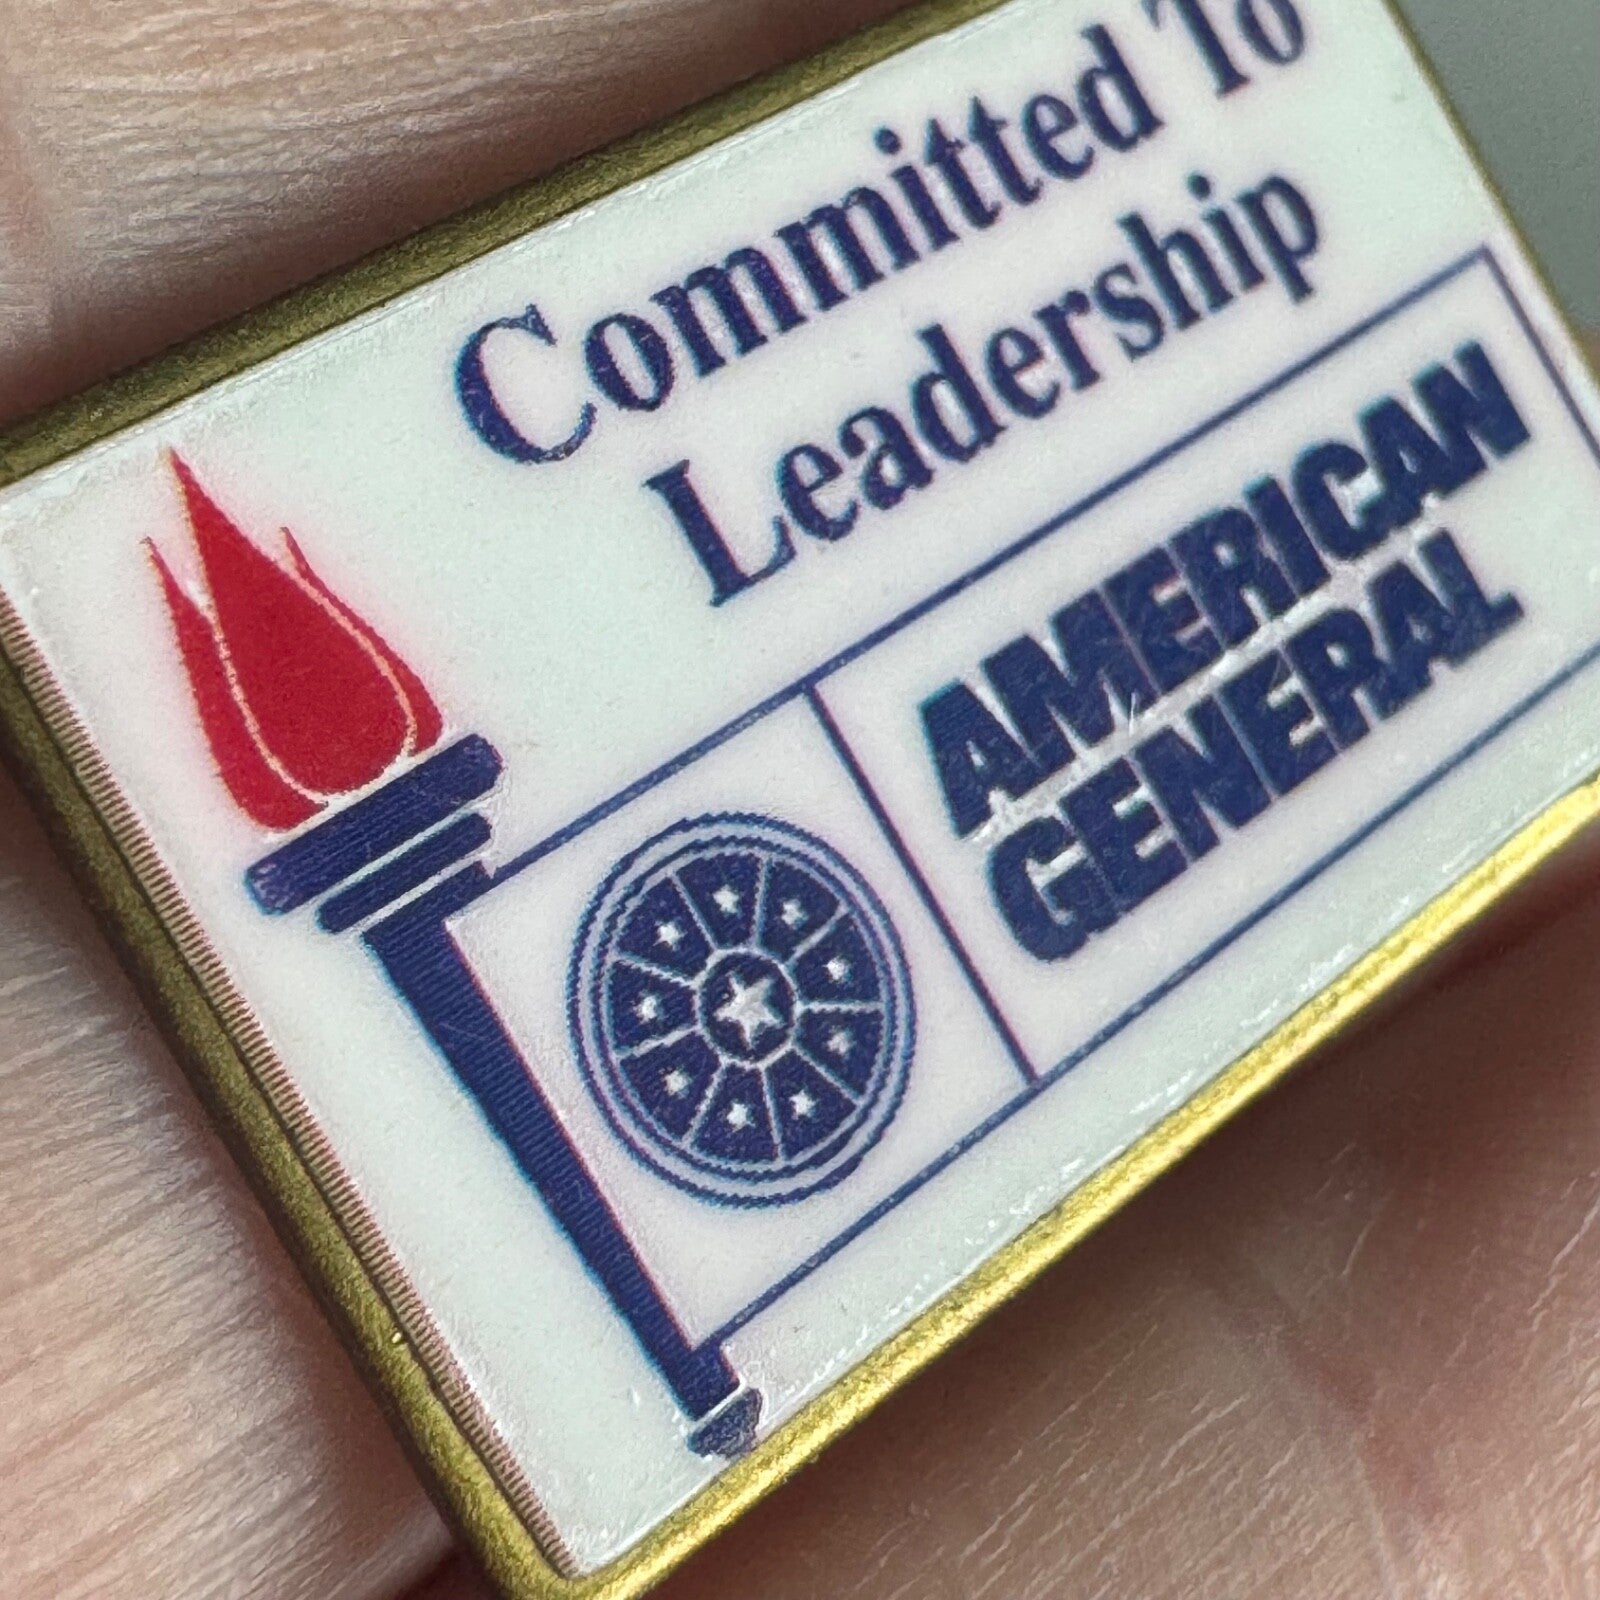 Committed To
Leadership
AMERICAN
GENERAL